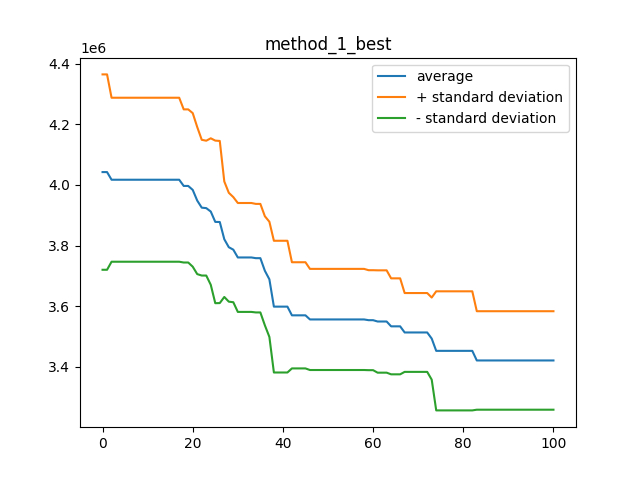 method_1_best
1e6
4.4
4.2
4.0
3.8
3.6
3.4
0 20 40 60 80 100
average
+ standard deviation
- standard deviation